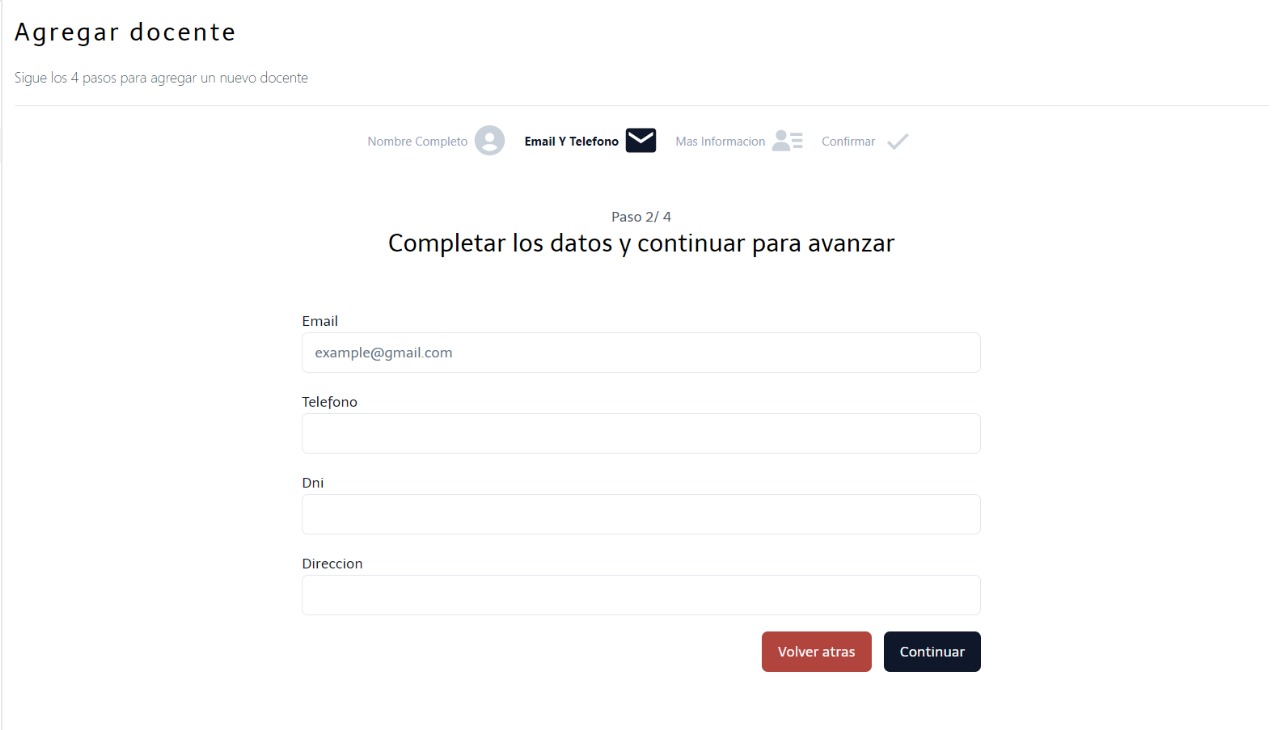 Agregar docente
Sigue los 4 pasos para agregar un nuevo docente
Nombre Completo Email Y Telefono Mas Informacion Confirmar
Paso 2/ 4
Completar los datos y continuar para avanzar
Email
example@gmail.com
Telefono
Dni
Direccion
Volver atras Continuar